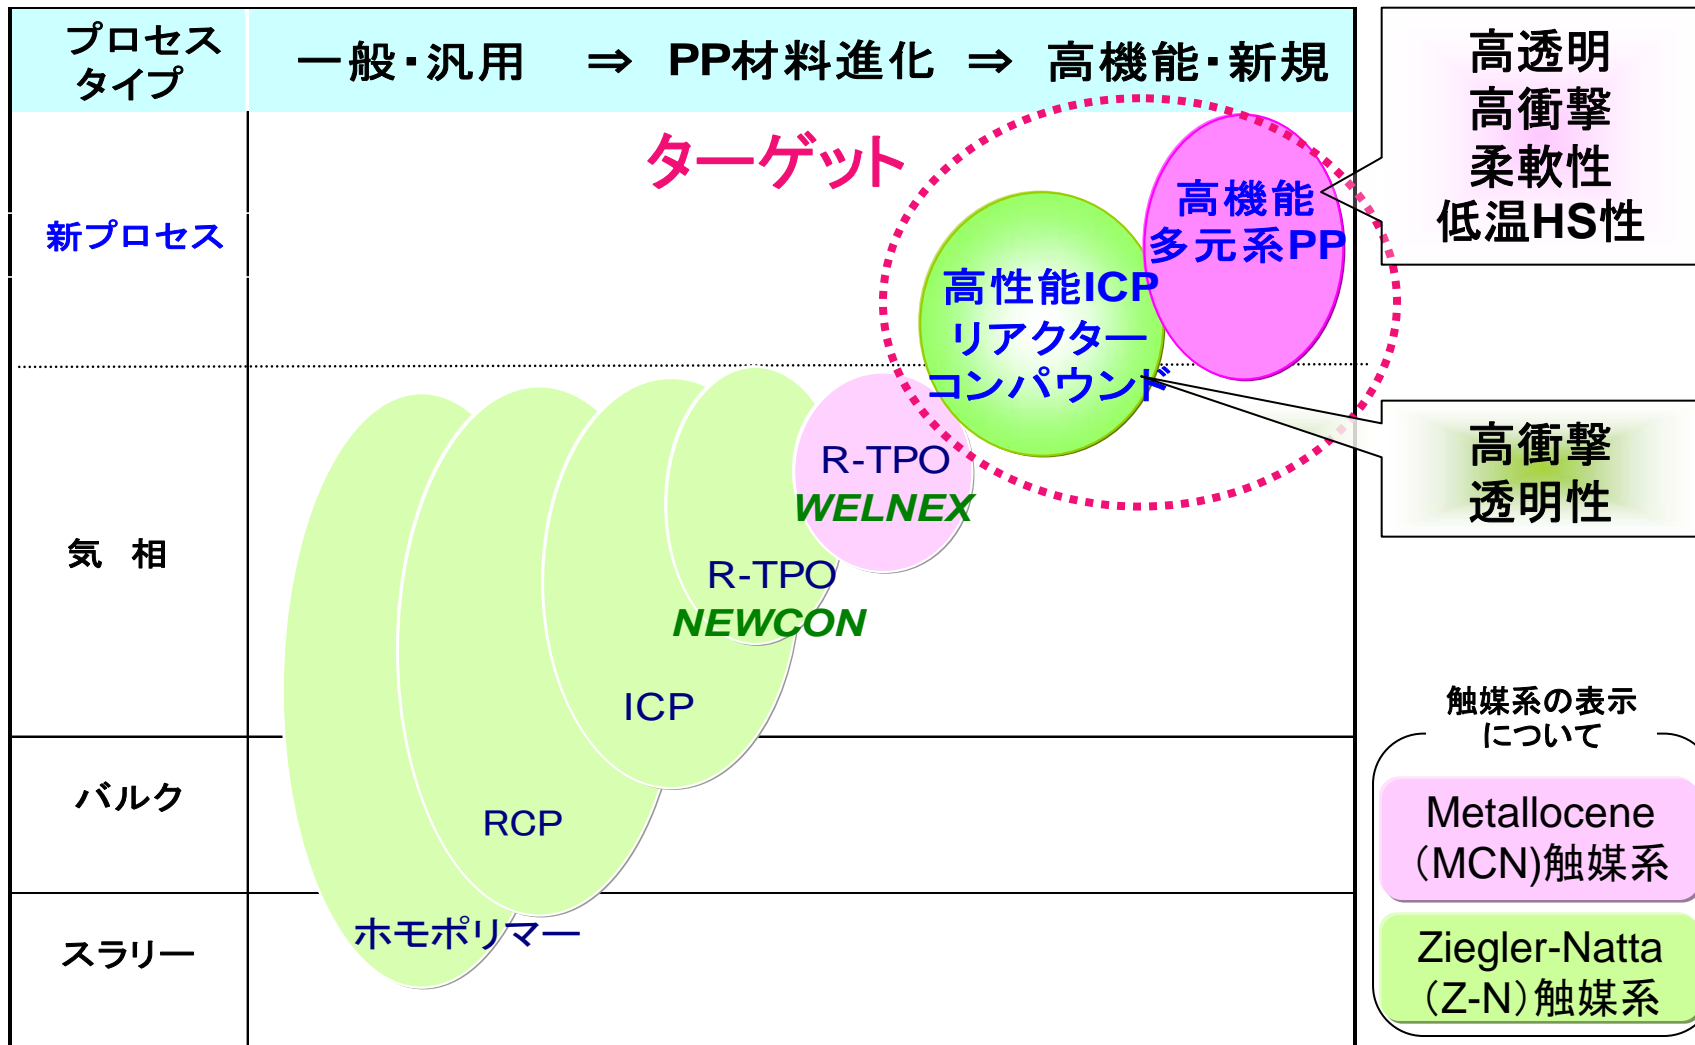 プロセス
タイプ
一般・汎用 ⇒ PP材料進化 ⇒ 高機能・新規
ターゲット
新プロセス
高機能
多元系PP
高性能ICP
リアクター
コンパウンド
高透明
高衝撃
柔軟性
低温HS性
高衝撃
透明性
気 相
R-TPO
WELNEX
R-TPO
NEWCON
ICP
バルク
RCP
スラリー
ホモポリマー
触媒系の表示
について
Metallocene
（MCN)触媒系
Ziegler-Natta
（Z-N）触媒系